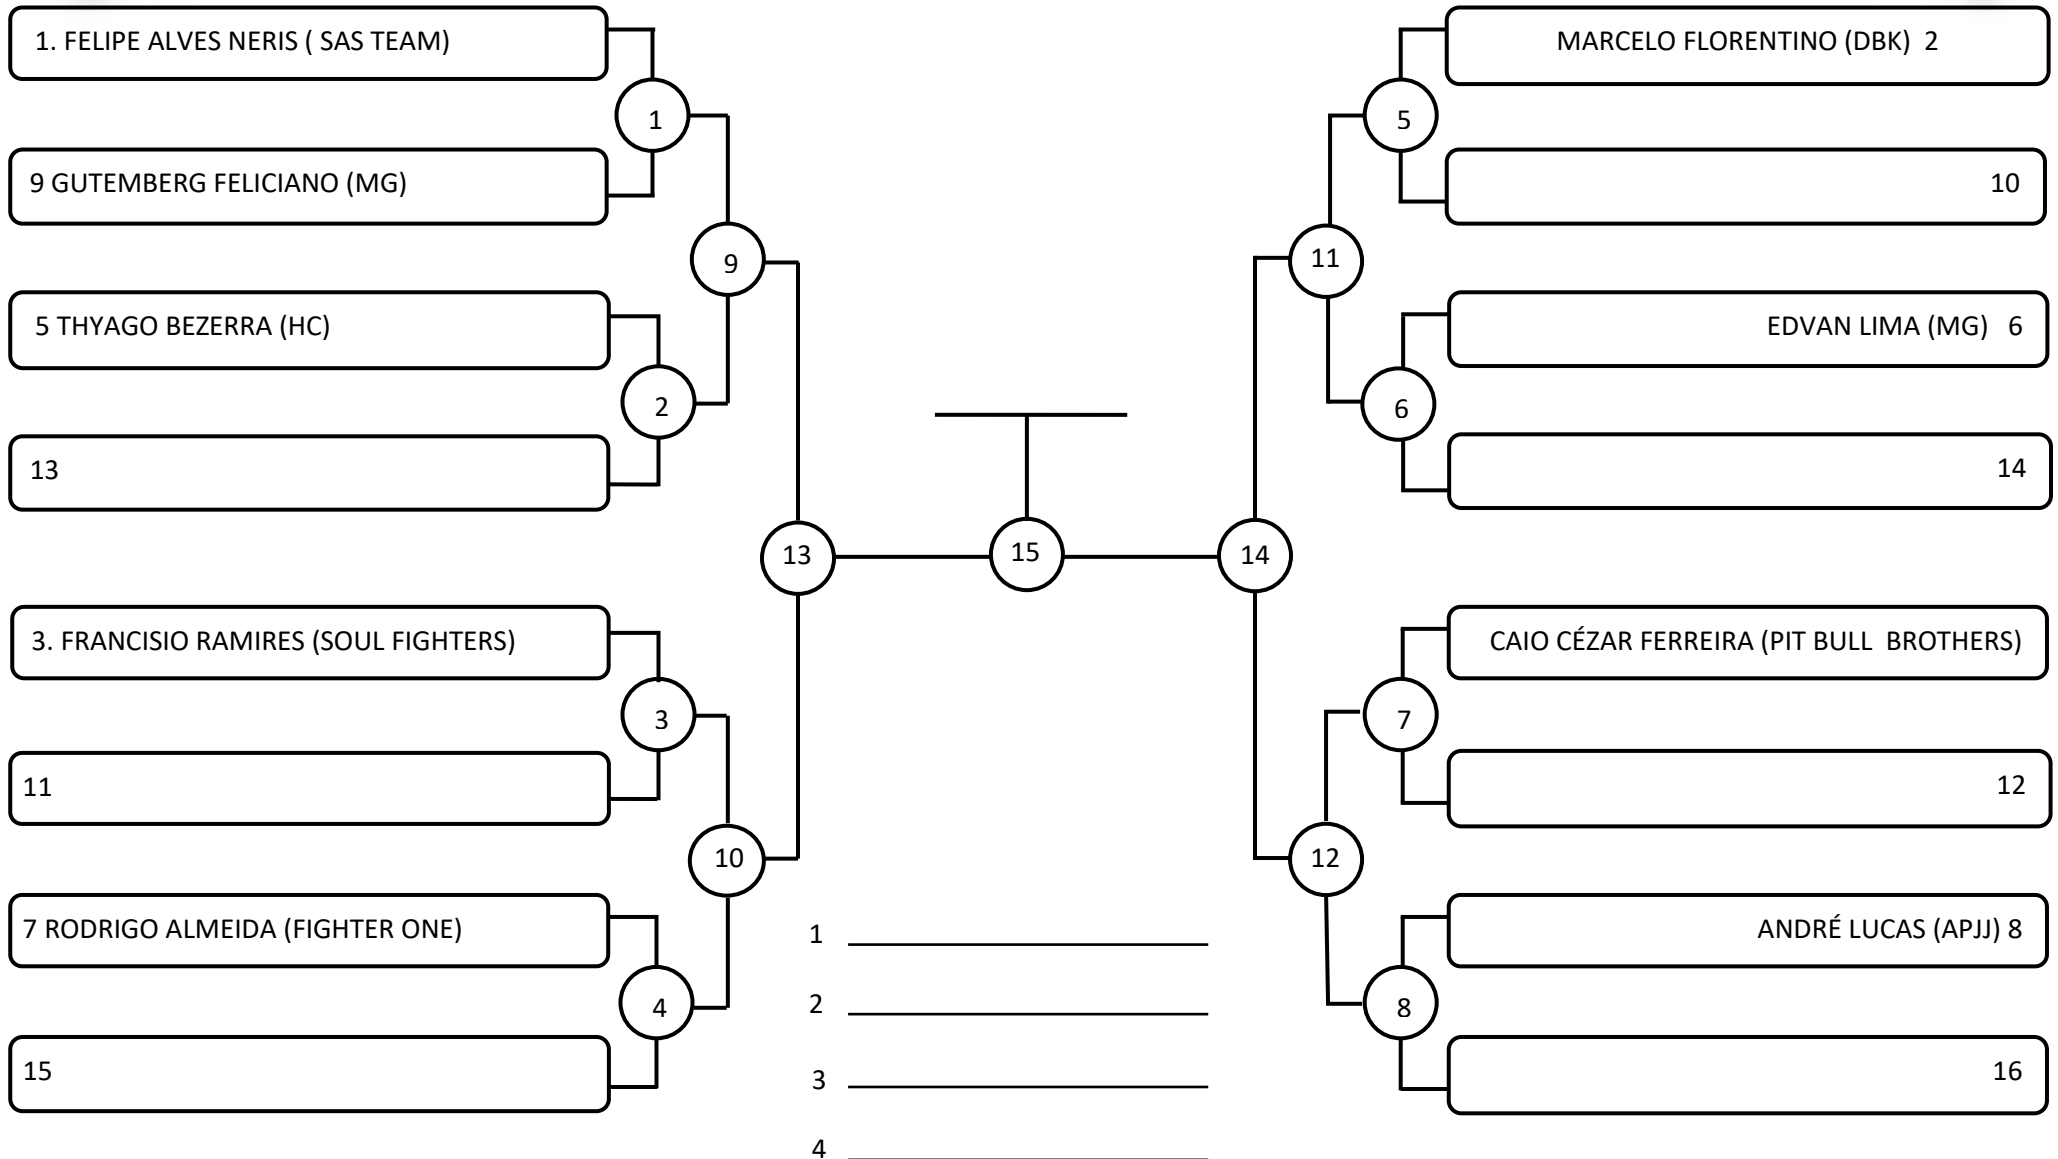 1. FELIPE ALVES NERIS ( SAS TEAM)
1
9 GUTEMBERG FELICIANO (MG)
9
5 THYAGO BEZERRA (HC)
2
13
13
3. FRANCISIO RAMIRES (SOUL FIGHTERS)
3
11
10
7 RODRIGO ALMEIDA (FIGHTER ONE)
4
15
15
MARCELO FLORENTINO (DBK) 2
5
10
11
EDVAN LIMA (MG) 6
6
14
14
CAIO CÉZAR FERREIRA (PIT BULL BROTHERS)
7
12
12
ANDRÉ LUCAS (APJJ) 8
8
16
1
2
3
4